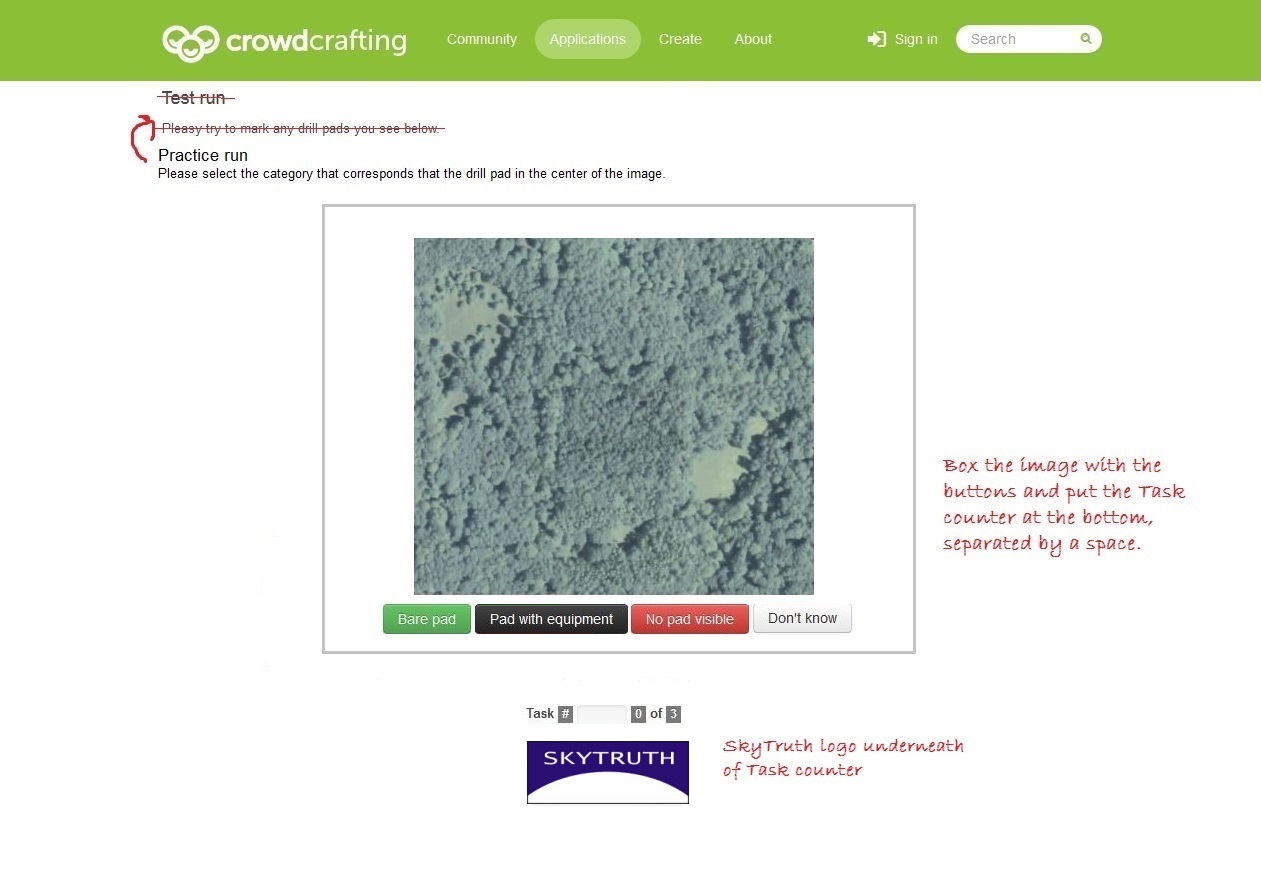 crowdcrafting Community Applications Create About Sign in Search
Test run
Pleasy try to mark any drill pads you see below.
Practice run
Please select the category that corresponds that the drill pad in the center of the image.
Box the image with the
buttons and put the Task
counter at the bottom,
separated by a space.
Bare pad Pad with equipment No pad visible Don't know
Task # 0 of 3
SKYTRUTH
SkyTruth logo underneath
of Task counter